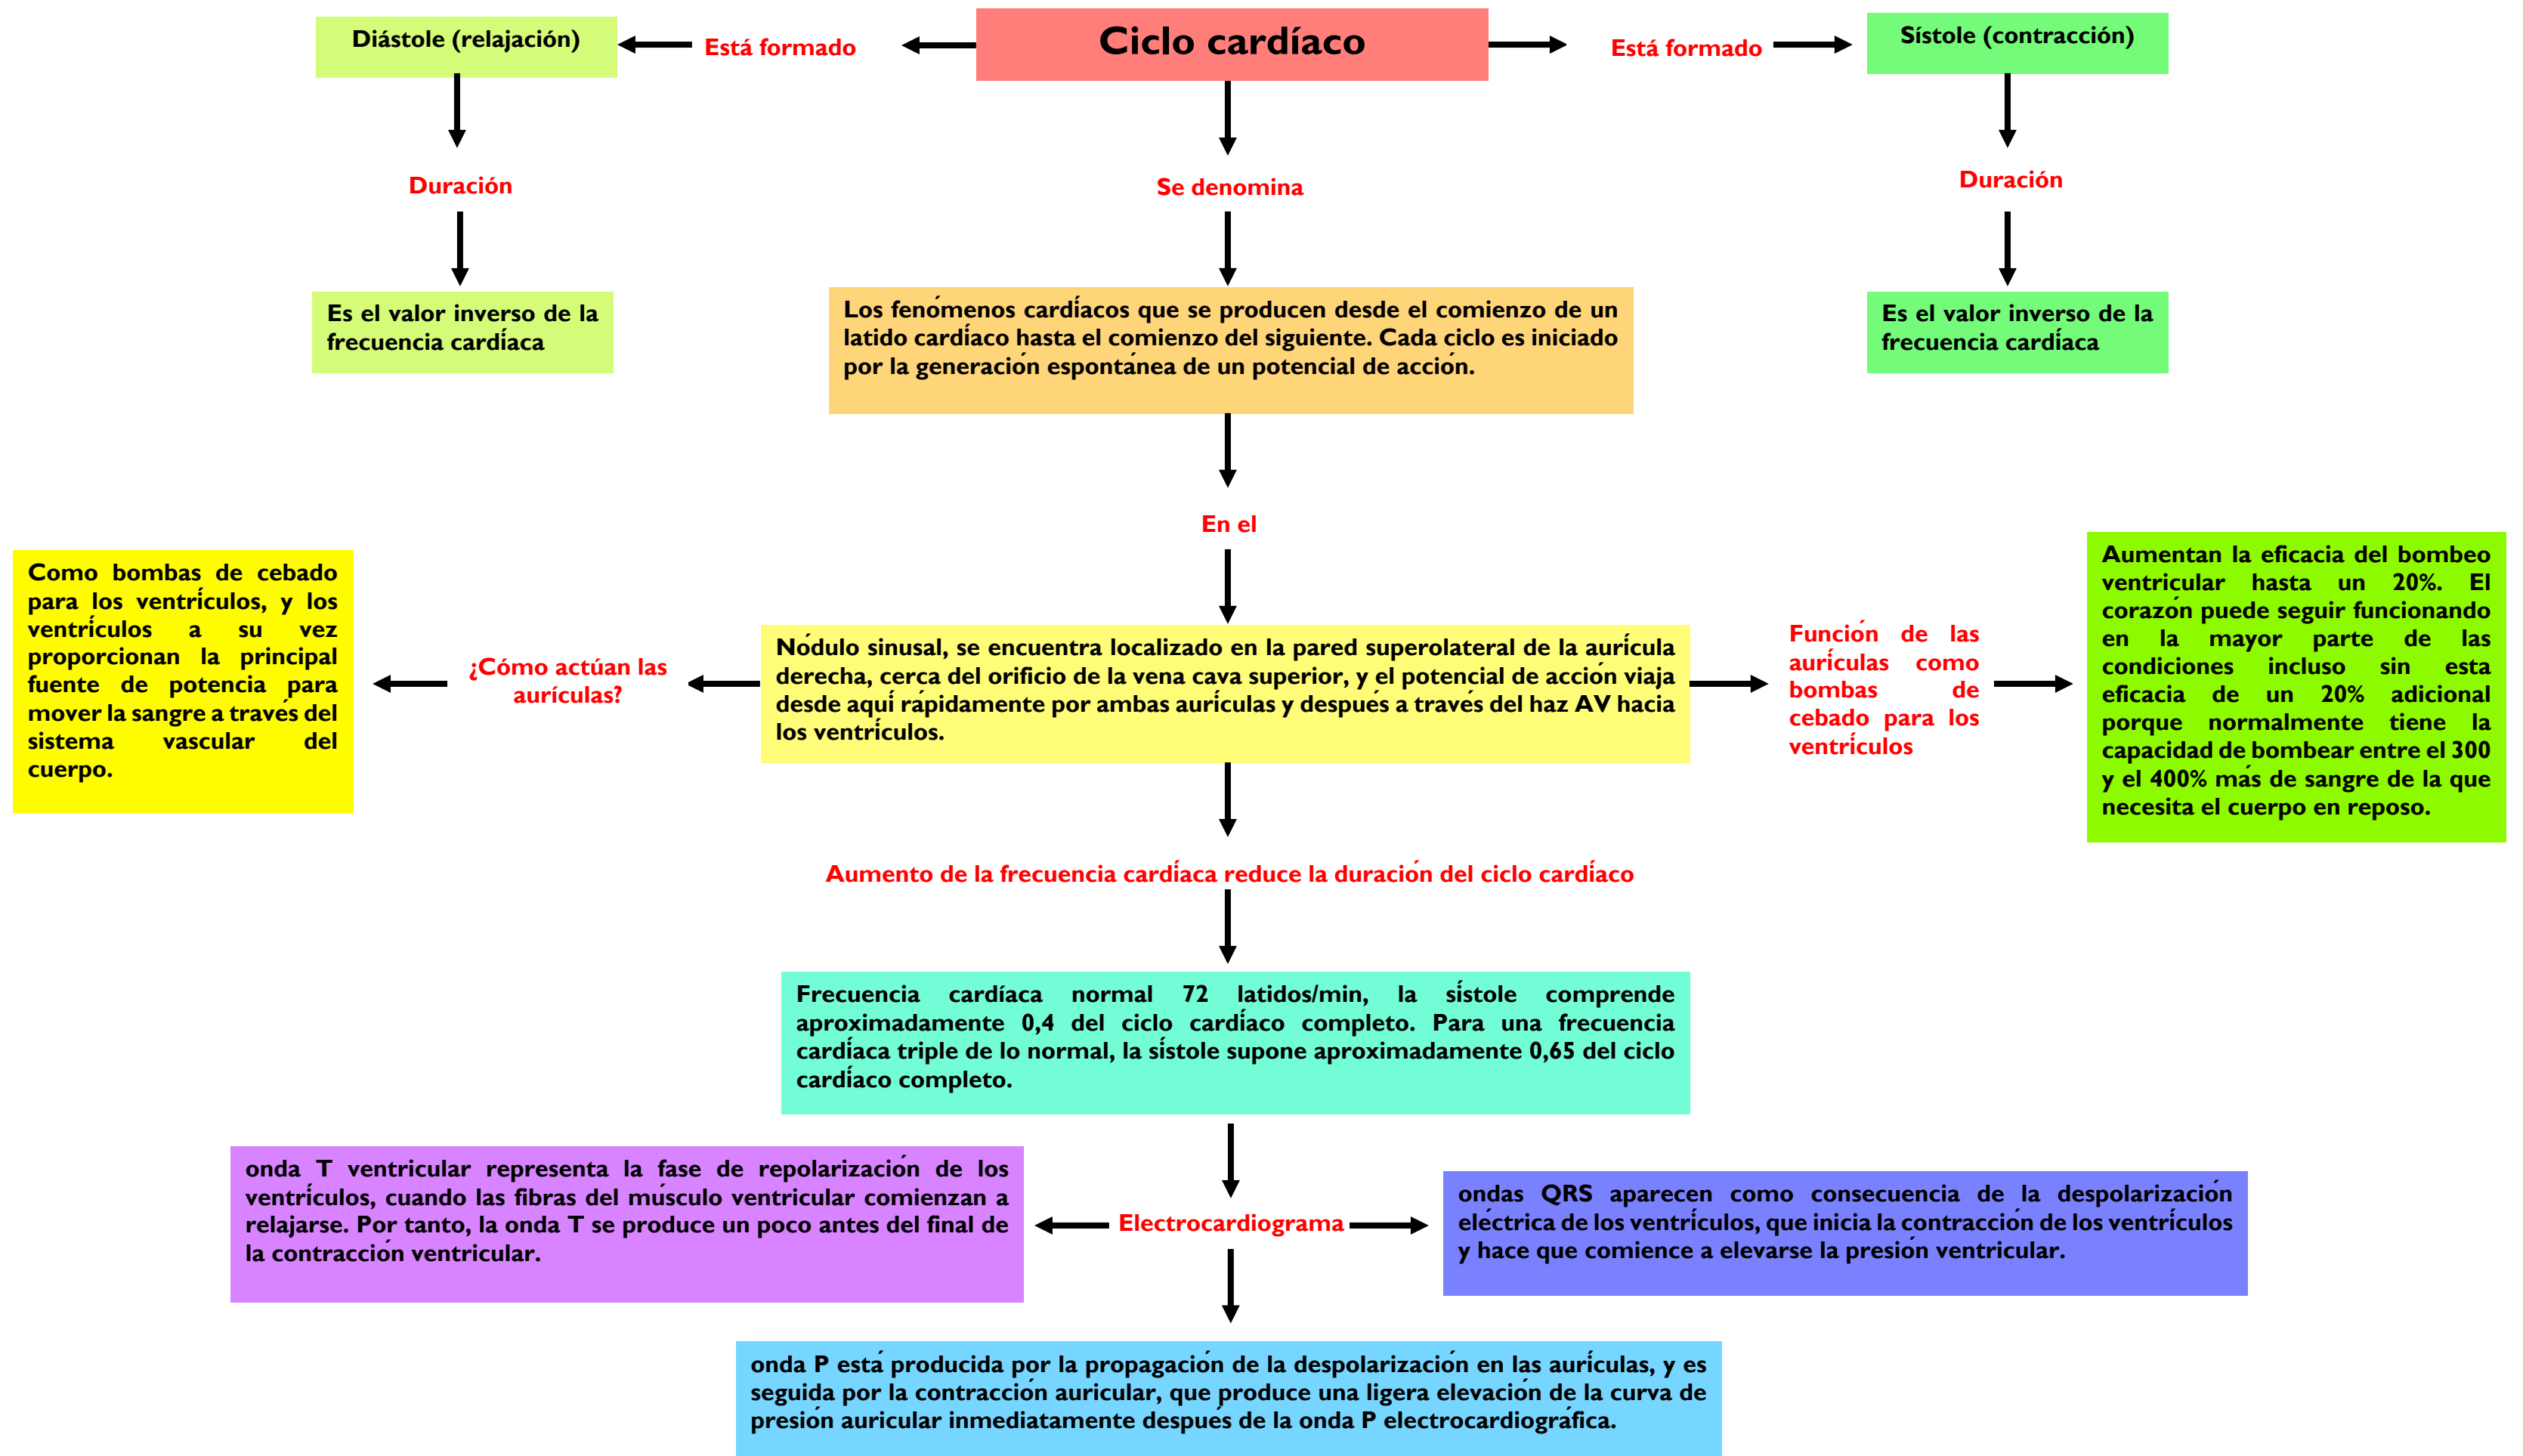 Ciclo cardíaco
Diástole (relajación)
Está formado
Está formado
Sístole (contracción)
Duración
Se denomina
Duración
Es el valor inverso de la
frecuencia cardíaca
Los fenómenos cardíacos que se producen desde el comienzo de un
latido cardíaco hasta el comienzo del siguiente. Cada ciclo es iniciado
por la generación espontánea de un potencial de acción.
Es el valor inverso de la
frecuencia cardíaca
En el
Como bombas de cebado
para los ventrículos, y los
ventrículos a su vez
proporcionan la principal
fuente de potencia para
mover la sangre a través del
sistema vascular del
cuerpo.
¿Cómo actúan las
aurículas?
Nódulo sinusal, se encuentra localizado en la pared superolateral de la aurícula
derecha, cerca del orificio de la vena cava superior, y el potencial de acción viaja
desde aquí rápidamente por ambas aurículas y después a través del haz AV hacia
los ventrículos.
Función de las
aurículas como
bombas de
cebado para los
ventrículos
Aumentan la eficacia del bombeo
ventricular hasta un 20%. El
corazón puede seguir funcionando
en la mayor parte de las
condiciones incluso sin esta
eficacia de un 20% adicional
porque normalmente tiene la
capacidad de bombear entre el 300
y el 400% más de sangre de la que
necesita el cuerpo en reposo.
Aumento de la frecuencia cardíaca reduce la duración del ciclo cardíaco
Frecuencia cardíaca normal 72 latidos/min, la sístole comprende
aproximadamente 0,4 del ciclo cardíaco completo. Para una frecuencia
cardíaca triple de lo normal, la sístole supone aproximadamente 0,65 del ciclo
cardíaco completo.
onda T ventricular representa la fase de repolarización de los
ventrículos, cuando las fibras del músculo ventricular comienzan a
relajarse. Por tanto, la onda T se produce un poco antes del final de
la contracción ventricular.
Electrocardiograma
ondas QRS aparecen como consecuencia de la despolarización
eléctrica de los ventrículos, que inicia la contracción de los ventrículos
y hace que comience a elevarse la presión ventricular.
onda P está producida por la propagación de la despolarización en las aurículas, y es
seguida por la contracción auricular, que produce una ligera elevación de la curva de
presión auricular inmediatamente después de la onda P electrocardiográfica.